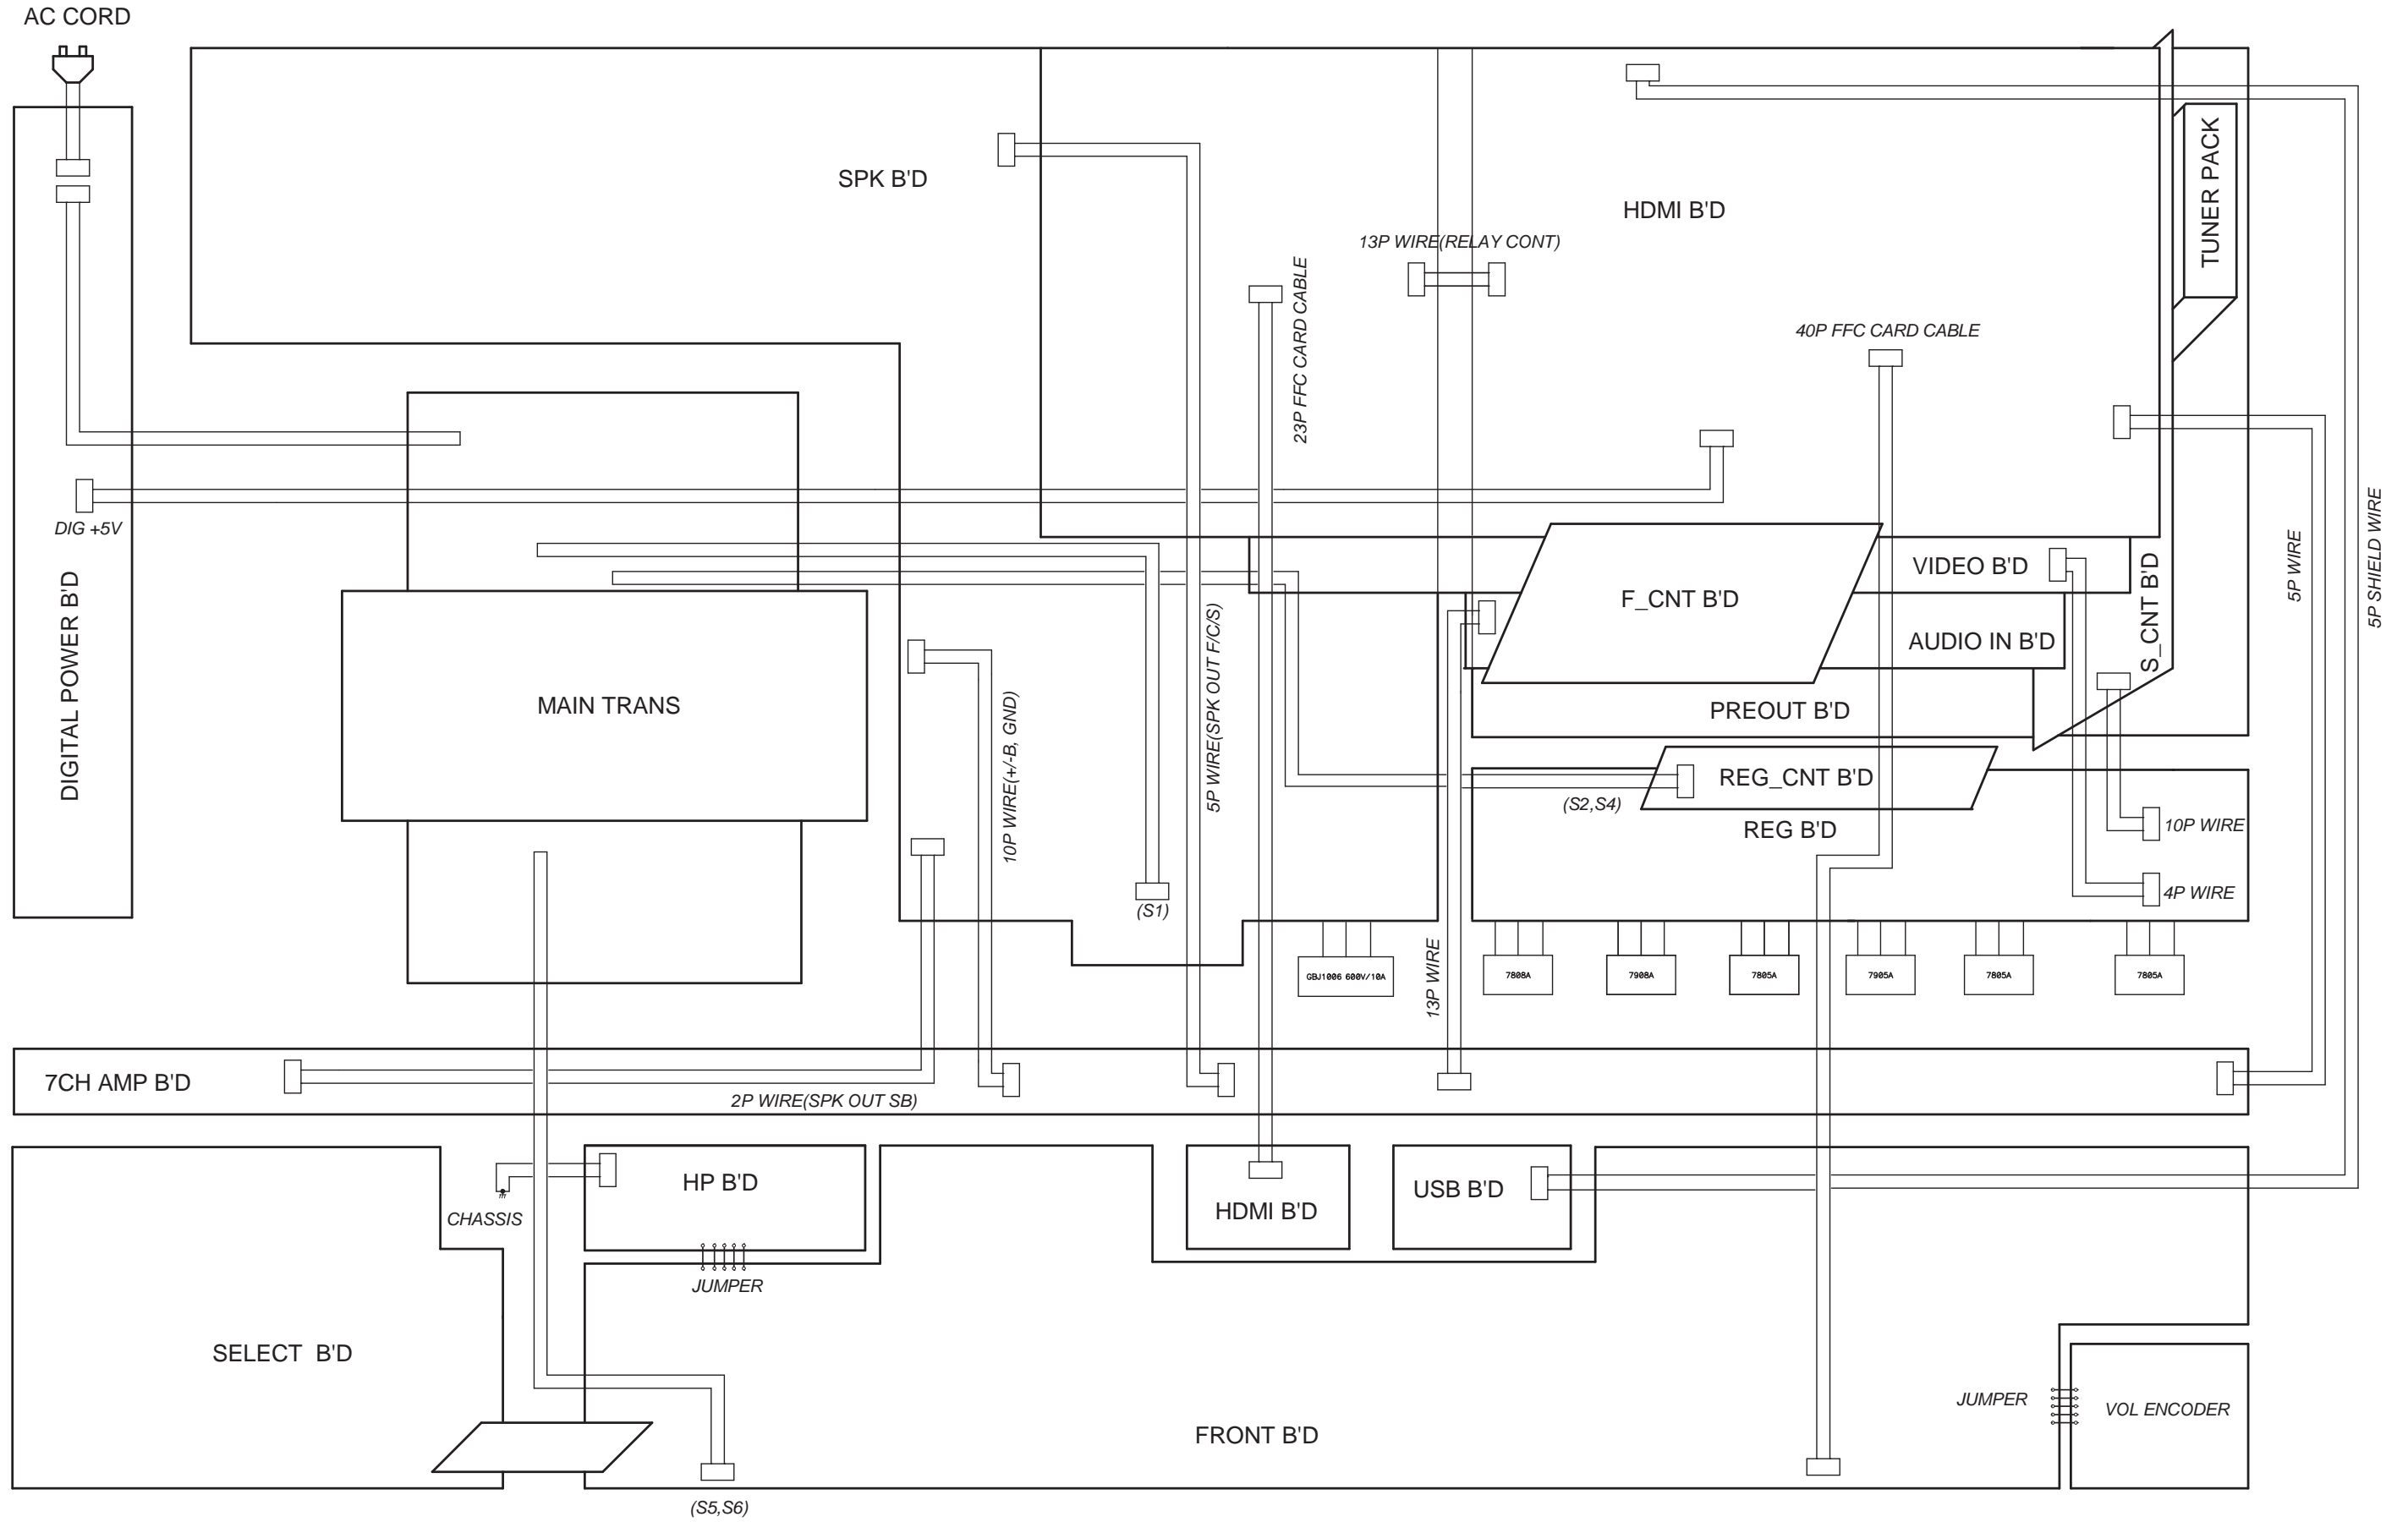 AC CORD
SPK B'D
HDMI B'D
TUNER PACK
13P WIRE(RELAY CONT)
23P FFC CARD CABLE
40P FFC CARD CABLE
DIG +5V
DIGITAL POWER B'D
MAIN TRANS
10P WIRE(+/-B, GND)
5P WIRE(SPK OUT F/C/S)
(S1)
F_CNT B'D
VIDEO B'D
AUDIO IN B'D
PREOUT B'D
S_CNT B'D
5P WIRE
5P SHIELD WIRE
REG_CNT B'D
(S2,S4)
REG B'D
10P WIRE
4P WIRE
13P WIRE
GBJ1006 600V/10A
7808A
7908A
7805A
7905A
7805A
7805A
7CH AMP B'D
2P WIRE(SPK OUT SB)
HP B'D
CHASSIS
JUMPER
HDMI B'D
USB B'D
SELECT B'D
FRONT B'D
JUMPER
VOL ENCODER
(S5,S6)